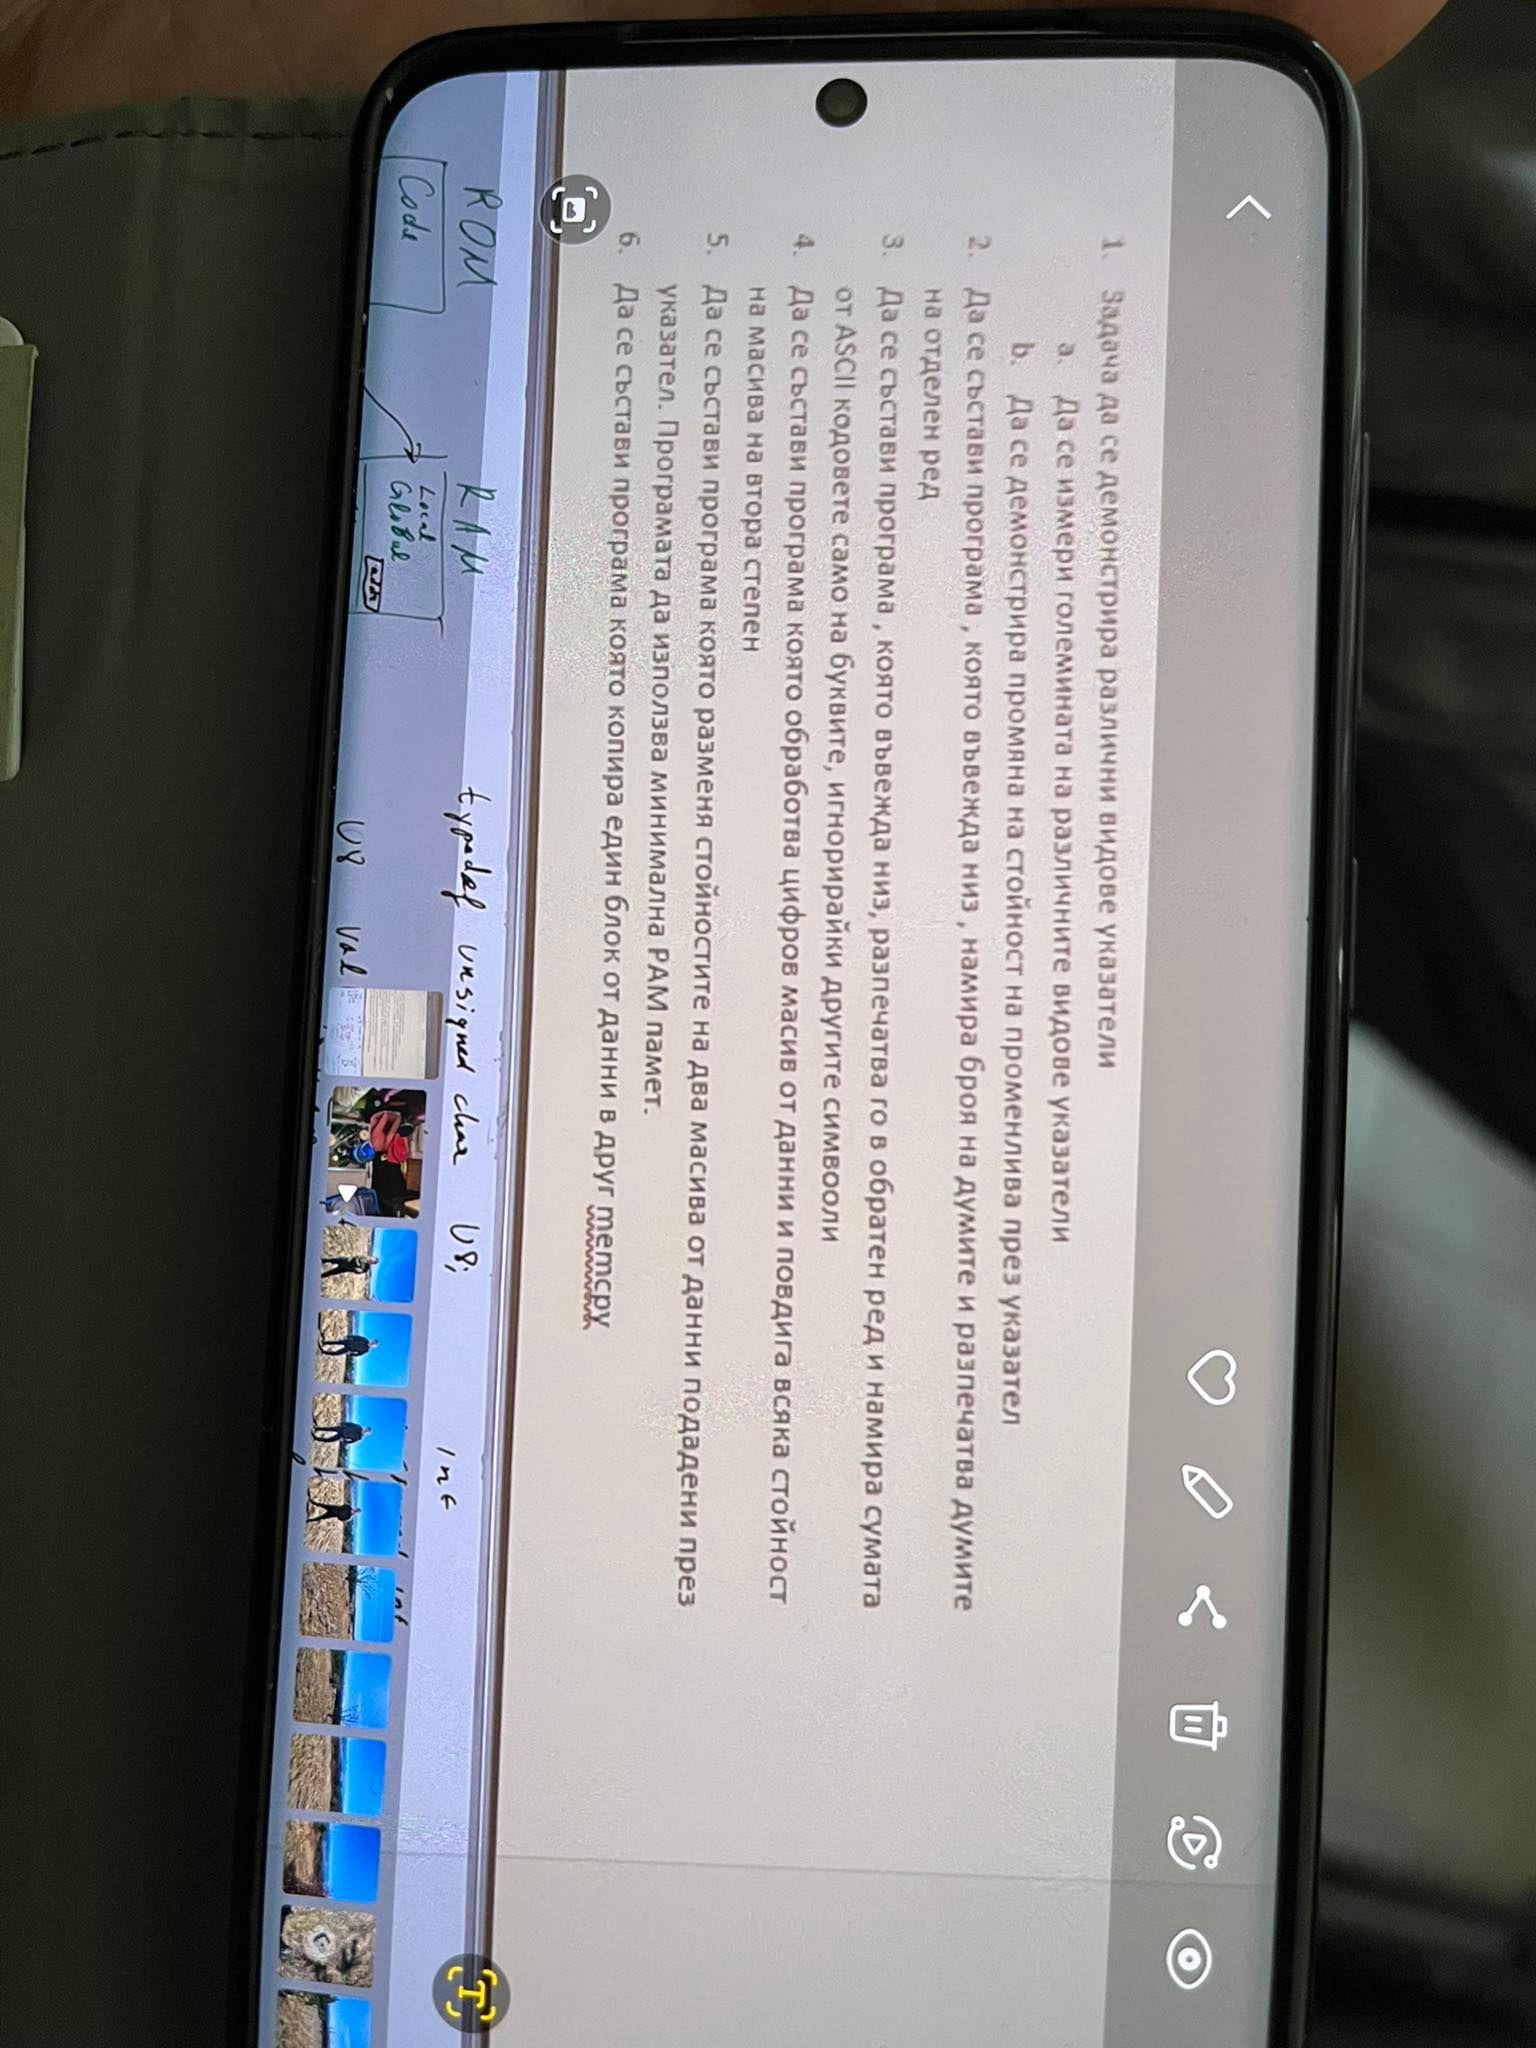 1. Задача да се демонстрира различни видове указатели
a. Да се измери големината на различните видове указатели
b. Да се демонстрира промяна на стойност на променлива през указател
2. Да се състави програма , която въвежда низ , намира броя на думите и разпечатва думите
на отделен ред
3. Да се състави програма , която въвежда низ, разпечатва го в обратен ред и намира сумата
от ASCII кодовете само на буквите, игнорирайки другите симвооли
4. Да се състави програма която обработва цифров масив от данни и повдига всяка стойност
на масива на втора степен
5. Да се състави програма която разменя стойностите на два масива от данни подадени през
указател. Програмата да използва минимална РАМ памет.
6. Да се състави програма която копира един блок от данни в друг memcpy
ROM RAM typedef unsigned char U8; int
Code Local
Global
addr
U8 val